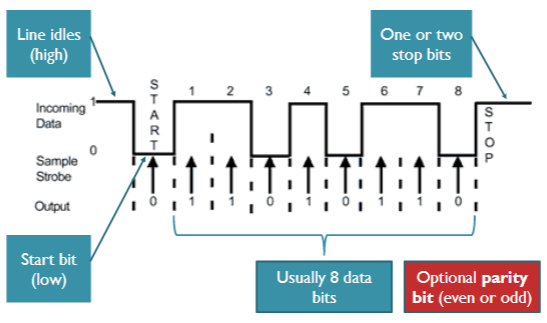 Line idles
(high)
One or two
stop bits
START
1 2 3 4 5 6 7 8
STOP
Incoming
Data
1
0
Sample
Strobe
Output
0 1 1 0 1 0 1 1 0
Start bit
(low)
Usually 8 data
bits
Optional parity
bit (even or odd)